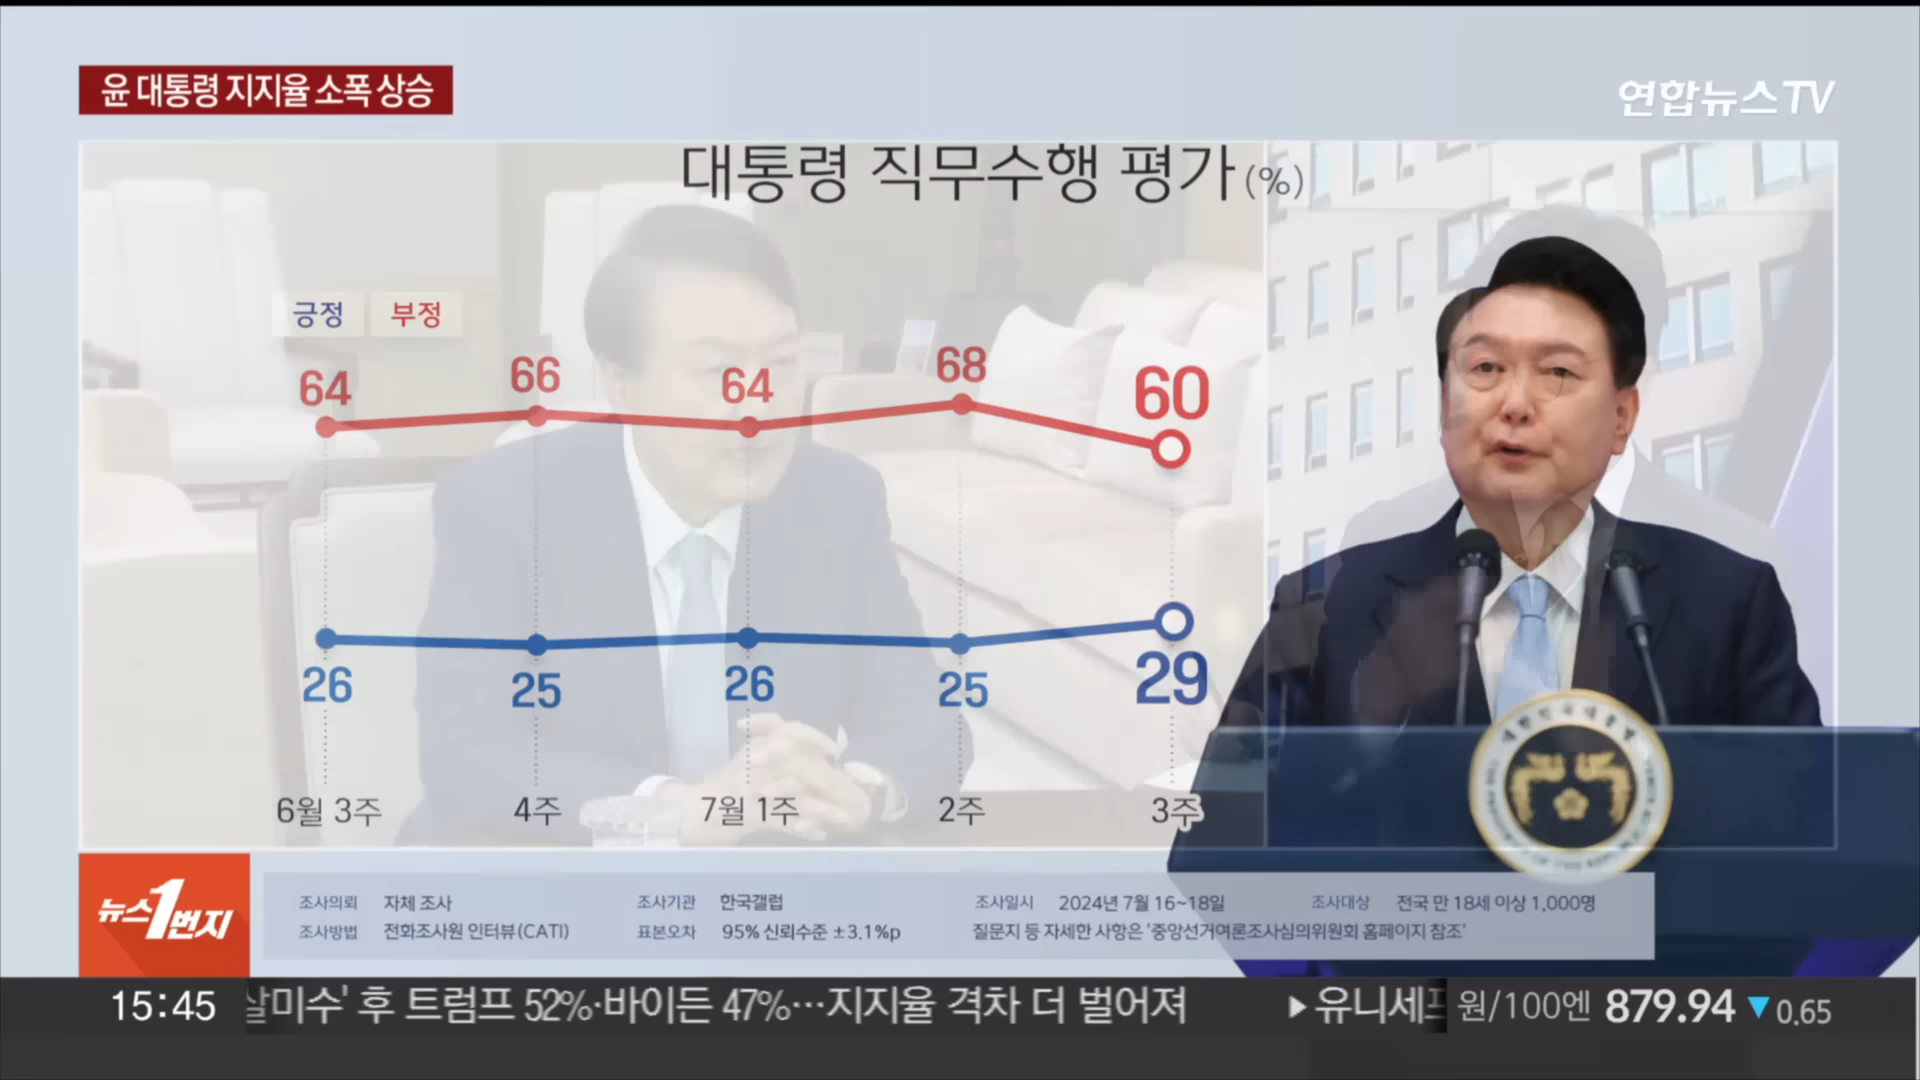 윤 대통령 지지율 소폭 상승
연합뉴스TV
대통령 직무수행 평가(%)
긍정 부정
64 66 64 68 60
26 25 26 25 29
6월 3주 4주 7월 1주 2주 3주
뉴스1번지
조사의뢰 자체 조사 조사기관 한국갤럽 조사일시 2024년 7월 16~18일 조사대상 전국 만 18세 이상 1,000명
조사방법 전화조사원 인터뷰(CATI) 표본오차 95% 신뢰수준 ±3.1%p 질문지 등 자세한 사항은 '중앙선거여론조사심의위원회 홈페이지 참조'
15:45 살미수' 후 트럼프 52%·바이든 47%…지지율 격차 더 벌어져 ▶유니세프 원/100엔 879.94 ▼0.65